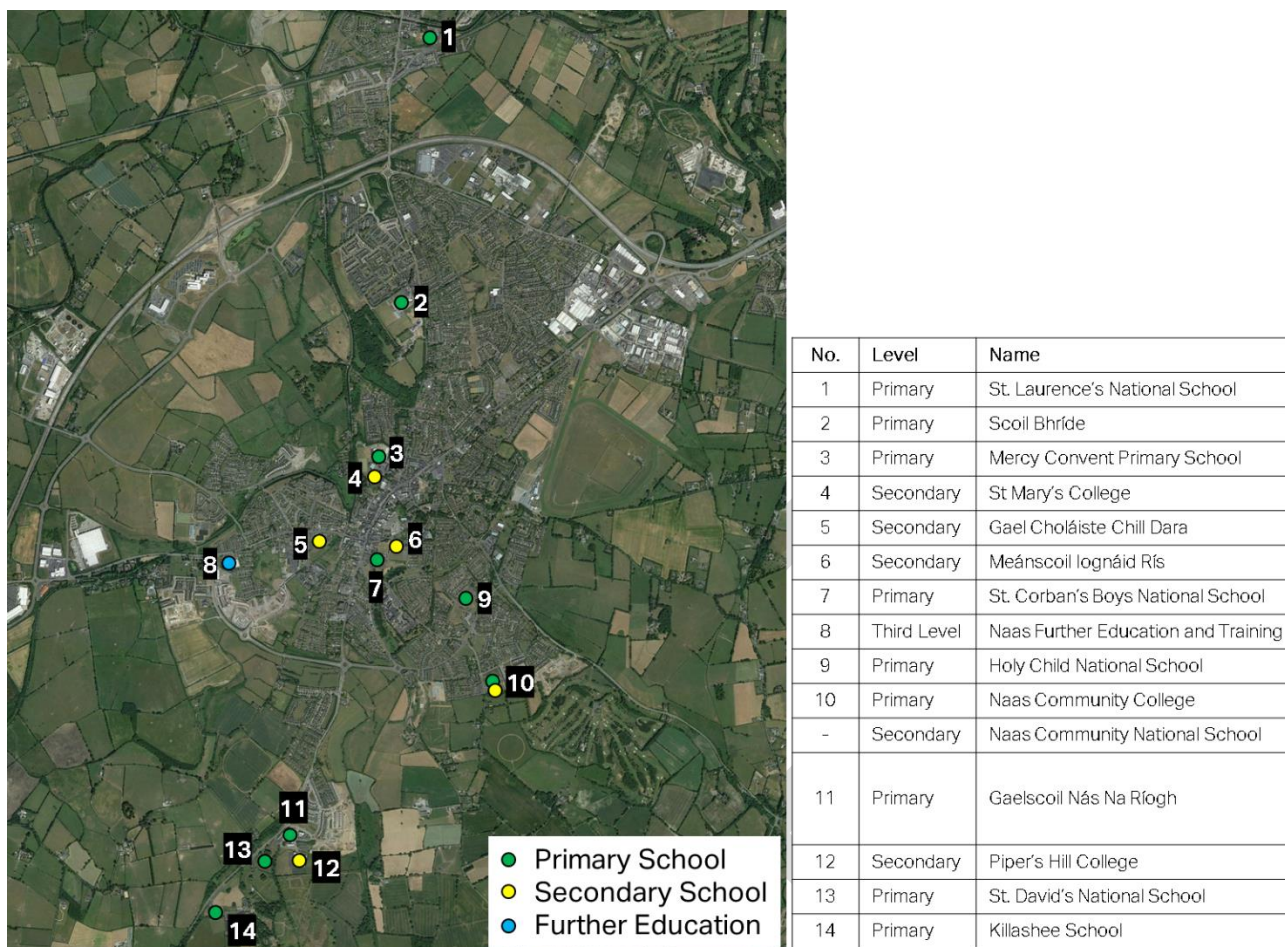 1
2
3
4
5
6
7
8
9
10
11
12
13
14
Primary School
Secondary School
Further Education
No. Level Name
1 Primary St. Laurence's National School
2 Primary Scoil Bhríde
3 Primary Mercy Convent Primary School
4 Secondary St Mary's College
5 Secondary Gael Choláiste Chill Dara
6 Secondary Meánscoil Iognáid Rís
7 Primary St. Corban's Boys National School
8 Third Level Naas Further Education and Training
9 Primary Holy Child National School
10 Primary Naas Community College
- Secondary Naas Community National School
11 Primary Gaelscoil Nás Na Ríogh
12 Secondary Piper's Hill College
13 Primary St. David's National School
14 Primary Killashee School